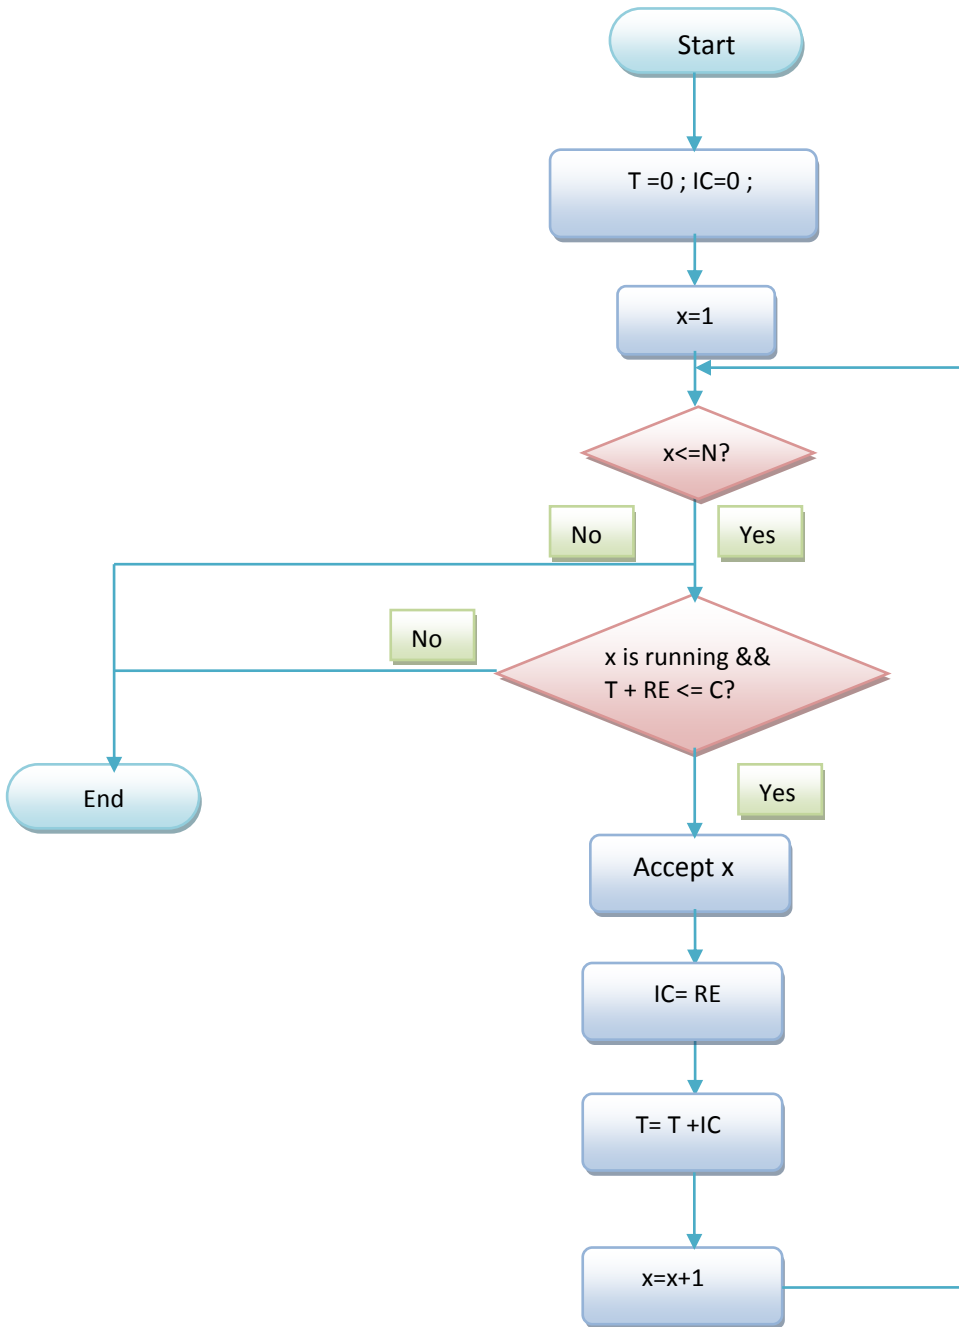 Start
T =0 ; IC=0 ;
x=1
x<=N?
No
Yes
No
x is running &&
T + RE <= C?
End
Yes
Accept x
IC= RE
T= T +IC
x=x+1